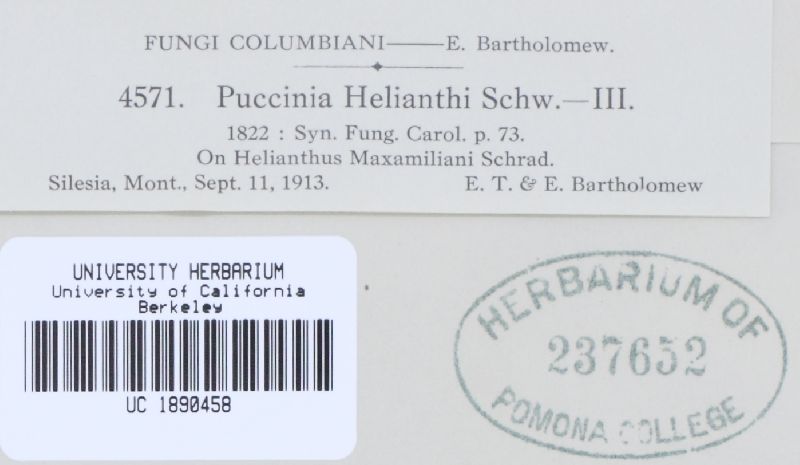 FUNGI COLUMBIANI——E. Bartholomew.
4571. Puccinia Helianthi Schw.—III.
1822 : Syn. Fung. Carol. p. 73.
On Helianthus Maxamiliani Schrad.
Silesia, Mont., Sept. 11, 1913. E. T. & E. Bartholomew
UNIVERSITY HERBARIUM
University of California
Berkeley
UC 1890458
HERBARIUM OF
237652
POMONA COLLEGE